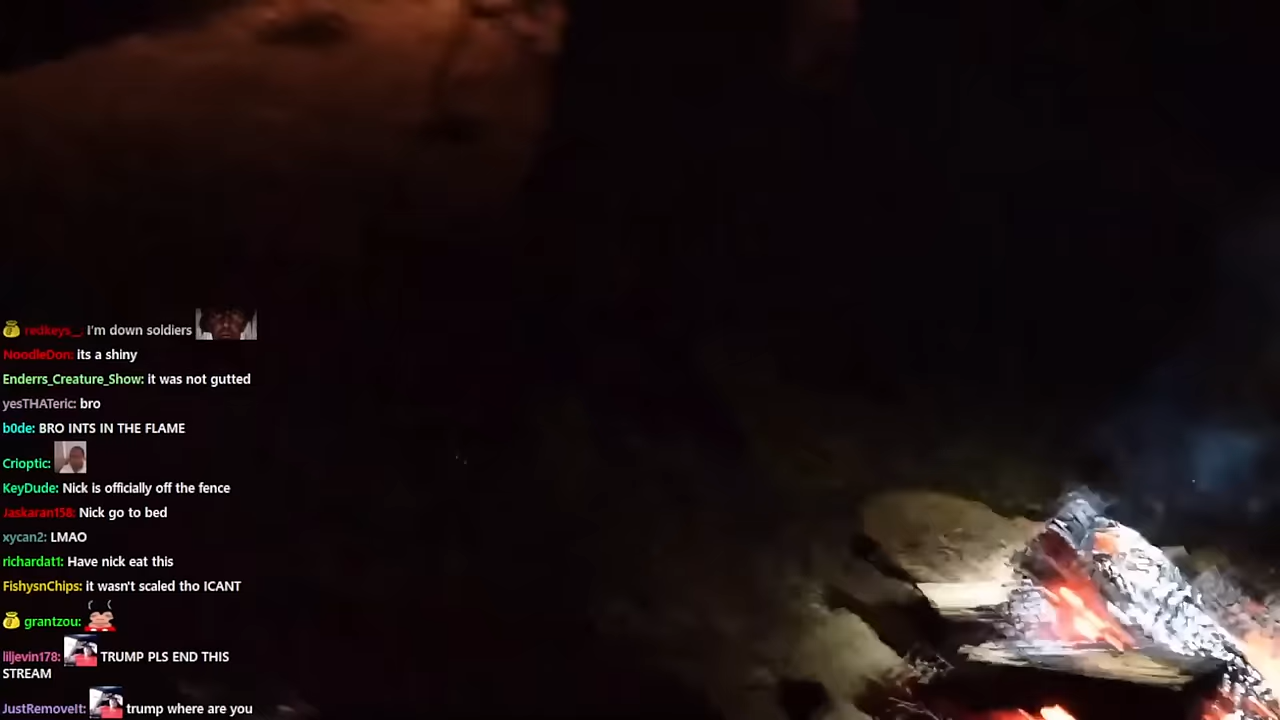 redkeys__: I'm down soldiers
NoodleDon: its a shiny
Enderrs_Creature_Show: it was not gutted
yesTHATeric: bro
b0de: BRO INTS IN THE FLAME
Crioptic:
KeyDude: Nick is officially off the fence
Jaskaran158: Nick go to bed
xycan2: LMAO
richardat1: Have nick eat this
FishysnChips: it wasn't scaled tho ICANT
grantzou:
liljevin178: TRUMP PLS END THIS
STREAM
JustRemoveIt: trump where are you